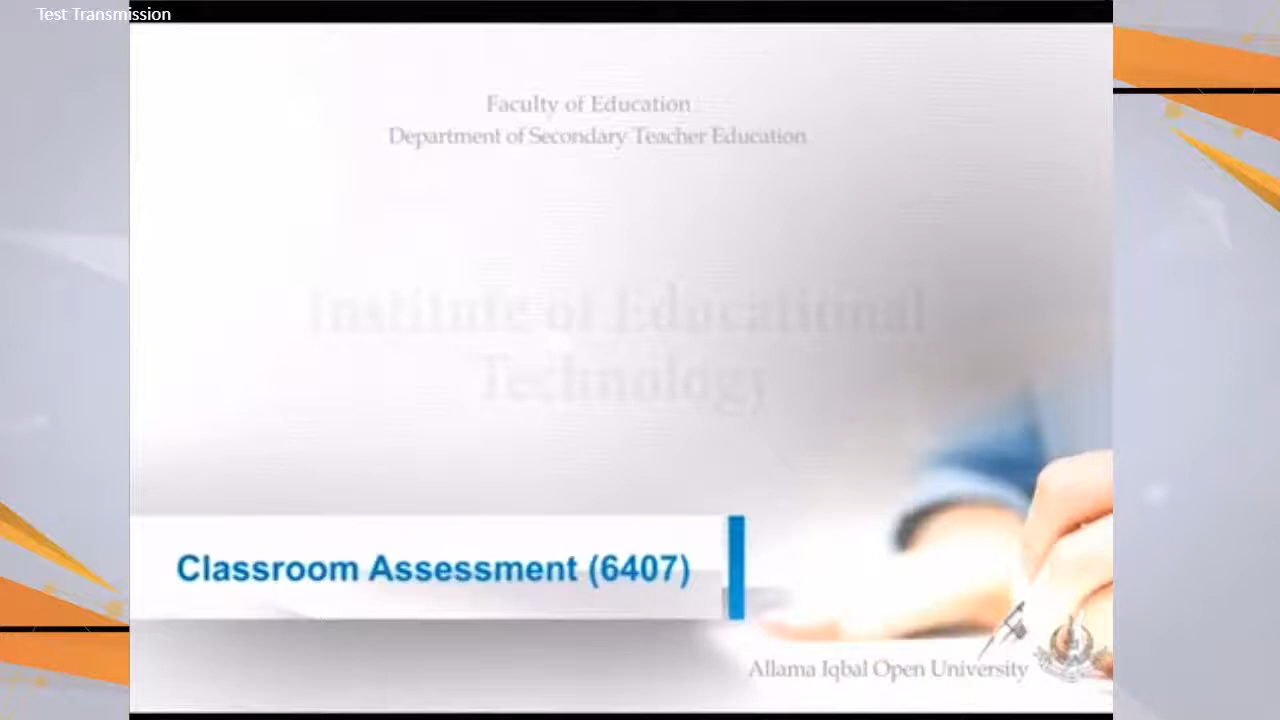 Test Transmission
Faculty of Education
Department of Secondary Teacher Education
Institute of Educational
Technology
Classroom Assessment (6407)
Allama Iqbal Open University